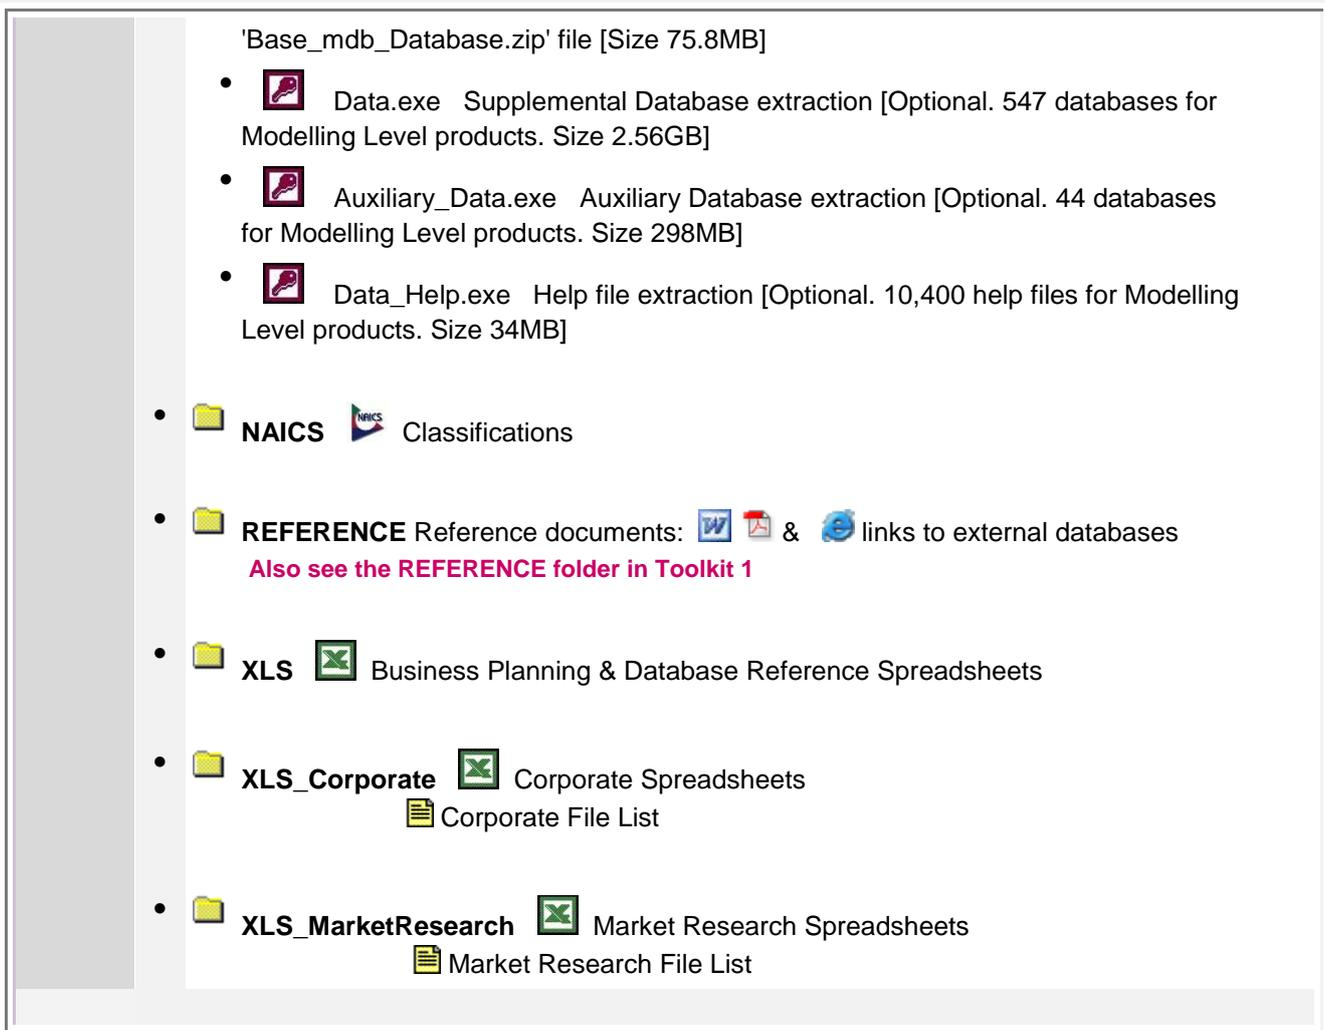 'Base_mdb_Database.zip' file [Size 75.8MB]
Data.exe Supplemental Database extraction [Optional. 547 databases for
Modelling Level products. Size 2.56GB]
Auxiliary_Data.exe Auxiliary Database extraction [Optional. 44 databases
for Modelling Level products. Size 298MB]
Data_Help.exe Help file extraction [Optional. 10,400 help files for Modelling
Level products. Size 34MB]
NAICS NAICS Classifications
REFERENCE Reference documents: W & e links to external databases
Also see the REFERENCE folder in Toolkit 1
XLS X Business Planning & Database Reference Spreadsheets
XLS_Corporate X Corporate Spreadsheets
Corporate File List
XLS_MarketResearch X Market Research Spreadsheets
Market Research File List